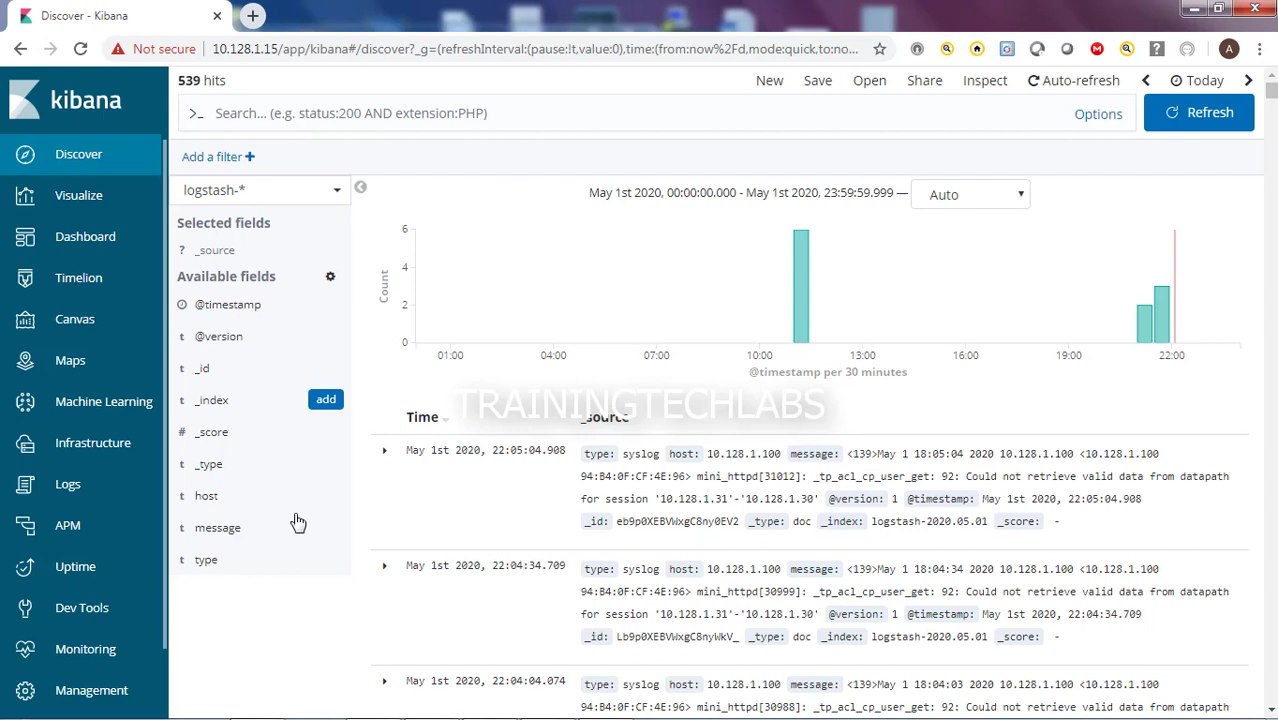 Discover - Kibana
Not secure 10.128.1.15/app/kibana#/discover?_g=(refreshInterval:(pause:!t,value:0),time:(from:now%2Fd,mode:quick,to:no...
A
kibana
Discover
Visualize
Dashboard
Timelion
Canvas
Maps
Machine Learning
Infrastructure
Logs
APM
Uptime
Dev Tools
Monitoring
Management
539 hits
New Save Open Share Inspect Auto-refresh Today
>_ Search... (e.g. status:200 AND extension:PHP) Options Refresh
Add a filter +
logstash-*
Selected fields
? _source
Available fields
@timestamp
t @version
t _id
t _index add
# _score
t _type
t host
t message
t type
May 1st 2020, 00:00:00.000 - May 1st 2020, 23:59:59.999 — Auto
Count
6
4
2
0
01:00 04:00 07:00 10:00 13:00 16:00 19:00 22:00
@timestamp per 30 minutes
TRAININGTECHLABS
Time _source
May 1st 2020, 22:05:04.908 type: syslog host: 10.128.1.100 message: <139>May 1 18:05:04 2020 10.128.1.100 <10.128.1.100
94:B4:0F:CF:4E:96> mini_httpd[31012]: _tp_acl_cp_user_get: 92: Could not retrieve valid data from datapath
for session '10.128.1.31'-'10.128.1.30' @version: 1 @timestamp: May 1st 2020, 22:05:04.908
_id: eb9p0XEBVWxgC8ny0EV2 _type: doc _index: logstash-2020.05.01 _score: -
May 1st 2020, 22:04:34.709 type: syslog host: 10.128.1.100 message: <139>May 1 18:04:34 2020 10.128.1.100 <10.128.1.100
94:B4:0F:CF:4E:96> mini_httpd[30999]: _tp_acl_cp_user_get: 92: Could not retrieve valid data from datapath
for session '10.128.1.31'-'10.128.1.30' @version: 1 @timestamp: May 1st 2020, 22:04:34.709
_id: Lb9p0XEBVWxgC8nyWkV_ _type: doc _index: logstash-2020.05.01 _score: -
May 1st 2020, 22:04:04.074 type: syslog host: 10.128.1.100 message: <139>May 1 18:04:03 2020 10.128.1.100 <10.128.1.100
94:B4:0F:CF:4E:96> mini_httpd[30988]: _tp_acl_cp_user_get: 92: Could not retrieve valid data from datapath